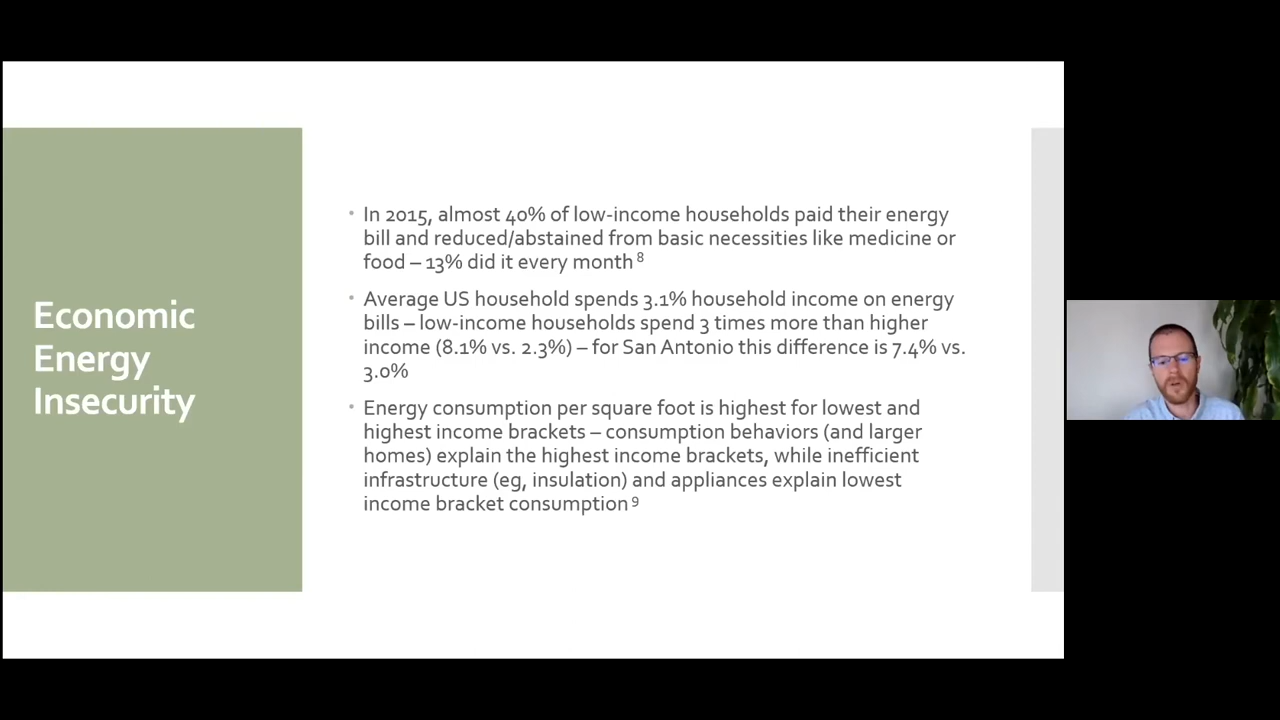 Economic
Energy
Insecurity
• In 2015, almost 40% of low-income households paid their energy
bill and reduced/abstained from basic necessities like medicine or
food – 13% did it every month 8
• Average US household spends 3.1% household income on energy
bills – low-income households spend 3 times more than higher
income (8.1% vs. 2.3%) – for San Antonio this difference is 7.4% vs.
3.0%
• Energy consumption per square foot is highest for lowest and
highest income brackets – consumption behaviors (and larger
homes) explain the highest income brackets, while inefficient
infrastructure (eg, insulation) and appliances explain lowest
income bracket consumption 9